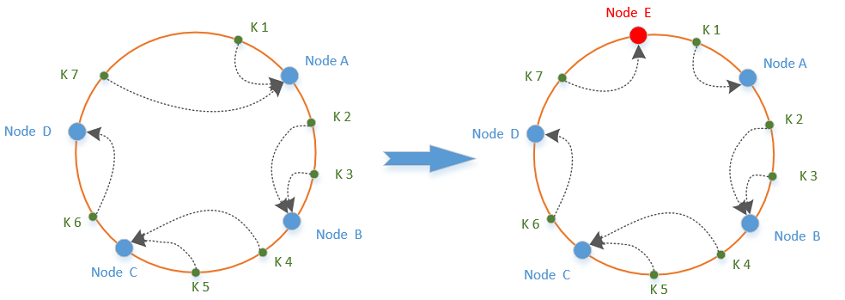 Node E
K 1
K 1
Node A
Node A
K 7
K 7
K 2
K 2
Node D
Node D
K 3
K 3
K 6
K 6
Node B
Node B
K 4
K 4
Node C
Node C
K 5
K 5